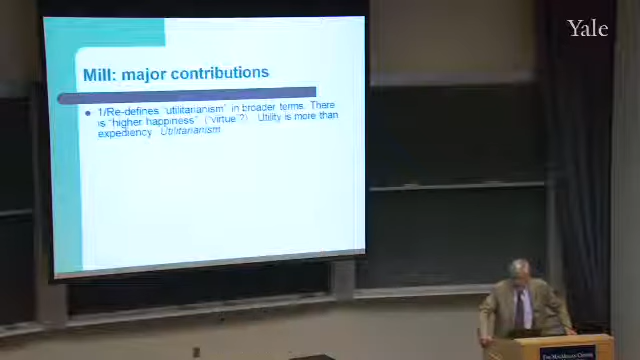 Yale
Mill: major contributions
1/Re-defines "utilitarianism" in broader terms. There
is "higher happiness" ("virtue"?). Utility is more than
expediency. Utilitarianism